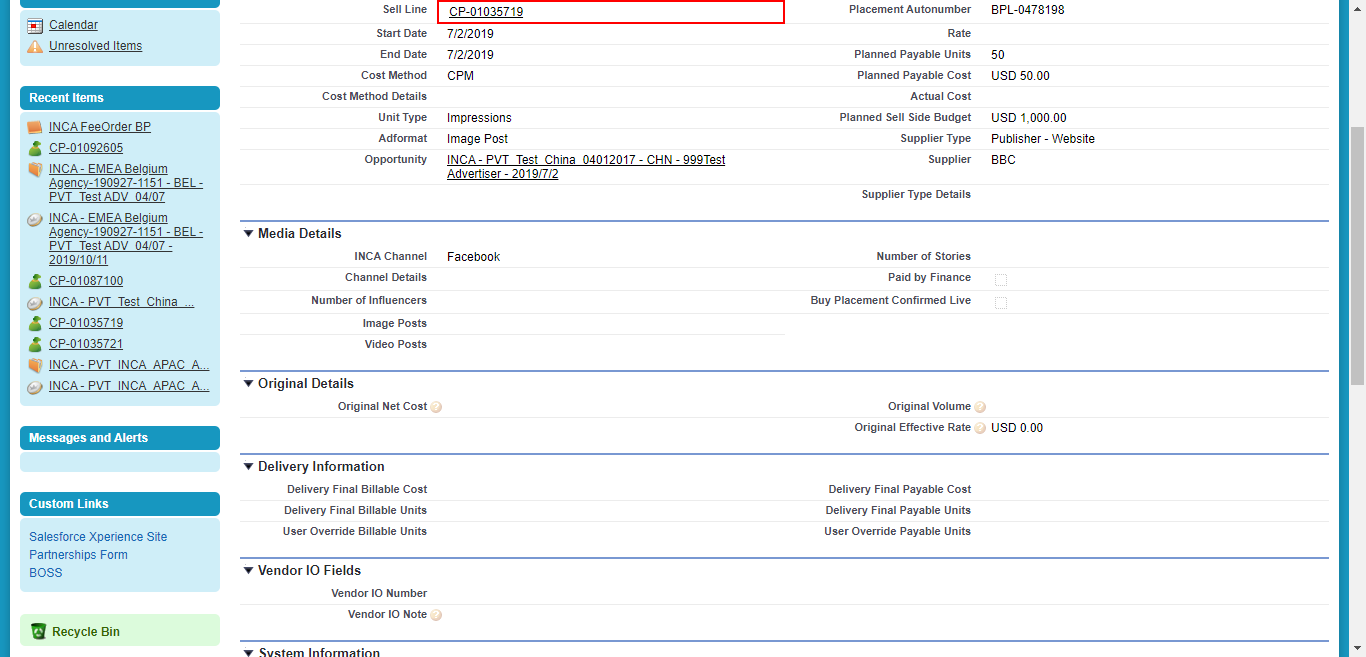 Calendar
Unresolved Items
Recent Items
INCA FeeOrder BP
CP-01092605
INCA - EMEA Belgium
Agency-190927-1151 - BEL -
PVT_Test ADV_04/07
INCA - EMEA Belgium
Agency-190927-1151 - BEL -
PVT_Test ADV_04/07 -
2019/10/11
CP-01087100
INCA - PVT_Test_China_...
CP-01035719
CP-01035721
INCA - PVT_INCA_APAC_A...
INCA - PVT_INCA_APAC_A...
Messages and Alerts
Custom Links
Salesforce Xperience Site
Partnerships Form
BOSS
Recycle Bin
Sell Line CP-01035719 Placement Autonumber BPL-0478198
Start Date 7/2/2019 Rate
End Date 7/2/2019 Planned Payable Units 50
Cost Method CPM Planned Payable Cost USD 50.00
Cost Method Details Actual Cost
Unit Type Impressions Planned Sell Side Budget USD 1,000.00
Adformat Image Post Supplier Type Publisher - Website
Opportunity INCA - PVT_Test_China_04012017 - CHN - 999Test Supplier BBC
Advertiser - 2019/7/2
Supplier Type Details
Media Details
INCA Channel Facebook Number of Stories
Channel Details Paid by Finance
Number of Influencers Buy Placement Confirmed Live
Image Posts
Video Posts
Original Details
Original Net Cost ? Original Volume ?
Original Effective Rate ? USD 0.00
Delivery Information
Delivery Final Billable Cost Delivery Final Payable Cost
Delivery Final Billable Units Delivery Final Payable Units
User Override Billable Units User Override Payable Units
Vendor IO Fields
Vendor IO Number
Vendor IO Note ?
System Information